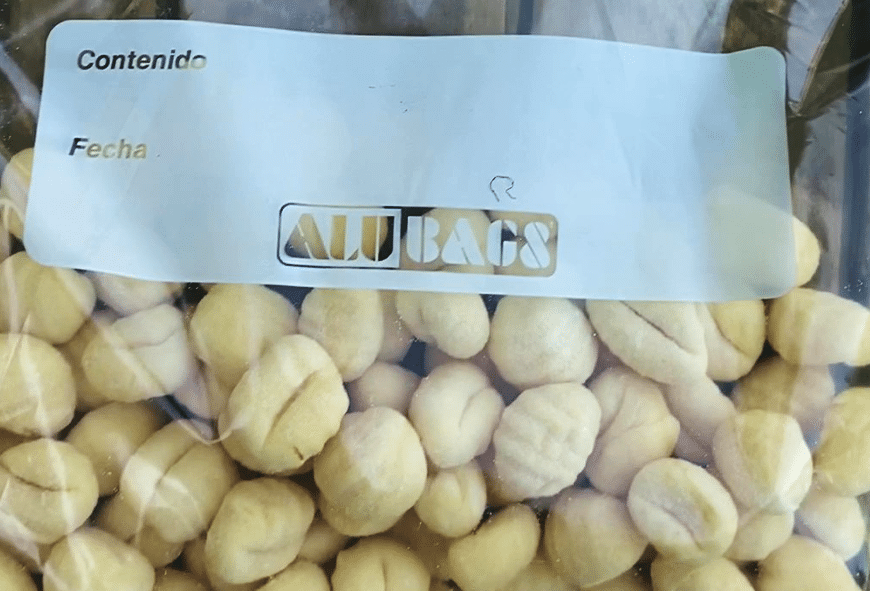 Contenido
Fecha
R
ALU BAGS